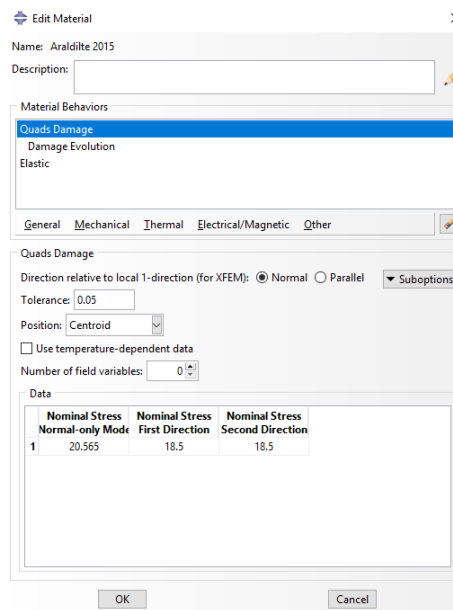 Edit Material
Name: Araldilte 2015
Description:
Material Behaviors
Quads Damage
Damage Evolution
Elastic
General Mechanical Thermal Electrical/Magnetic Other
Quads Damage
Direction relative to local 1-direction (for XFEM): Normal Parallel Suboptions
Tolerance: 0.05
Position: Centroid
Use temperature-dependent data
Number of field variables: 0
Data
Nominal Stress Nominal Stress Nominal Stress
Normal-only Mode First Direction Second Direction
1 20.565 18.5 18.5
OK Cancel